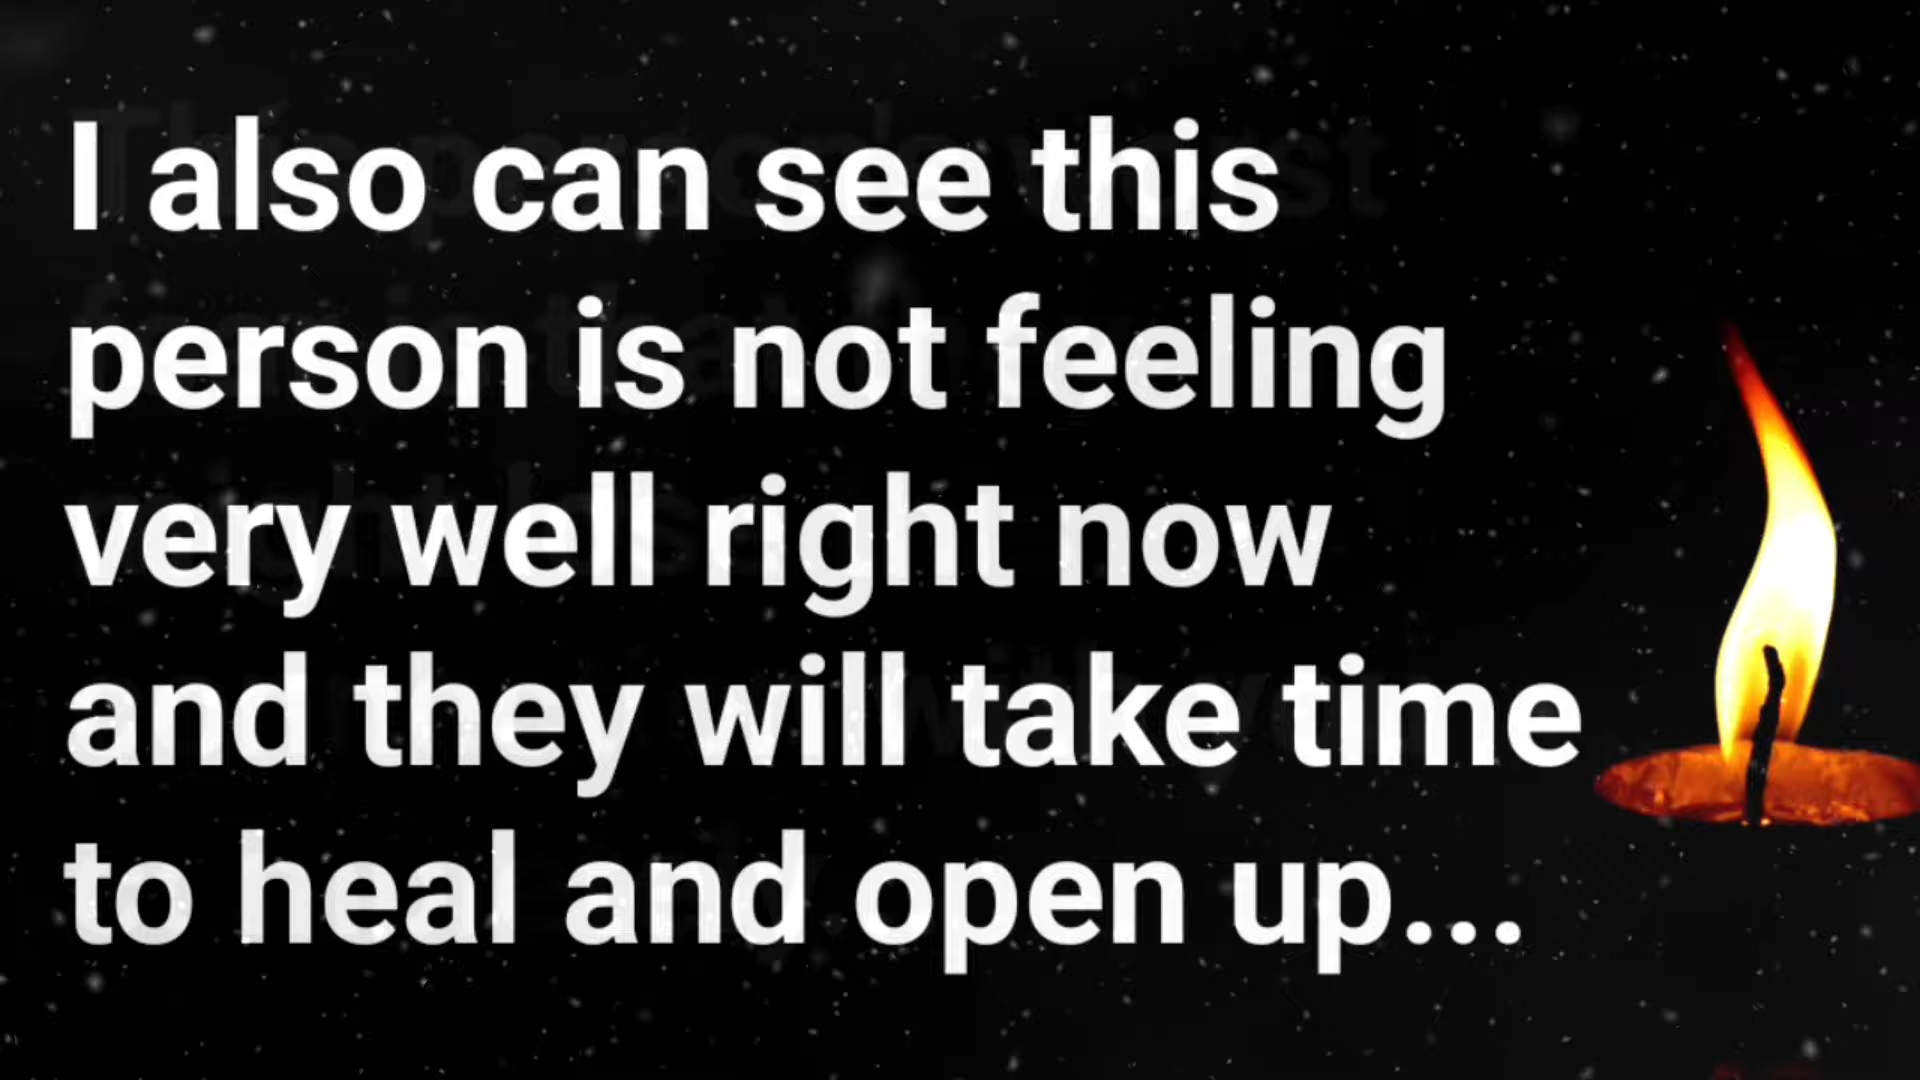 I also can see this
person is not feeling
very well right now
and they will take time
to heal and open up...